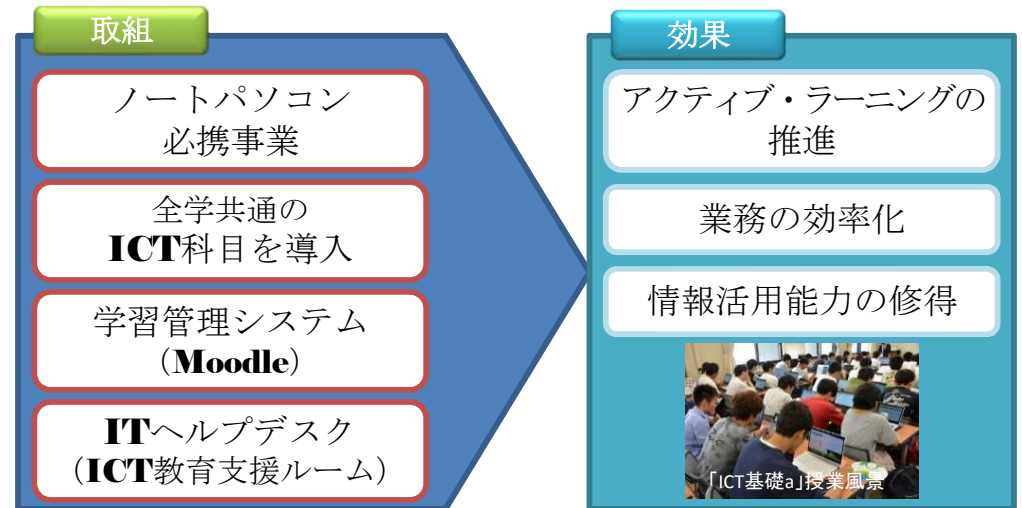 取組
ノートパソコン
必携事業
全学共通の
ICT科目を導入
学習管理システム
（Moodle）
ITヘルプデスク
（ICT教育支援ルーム）
効果
アクティブ・ラーニングの
推進
業務の効率化
情報活用能力の修得
「ICT基礎a」授業風景